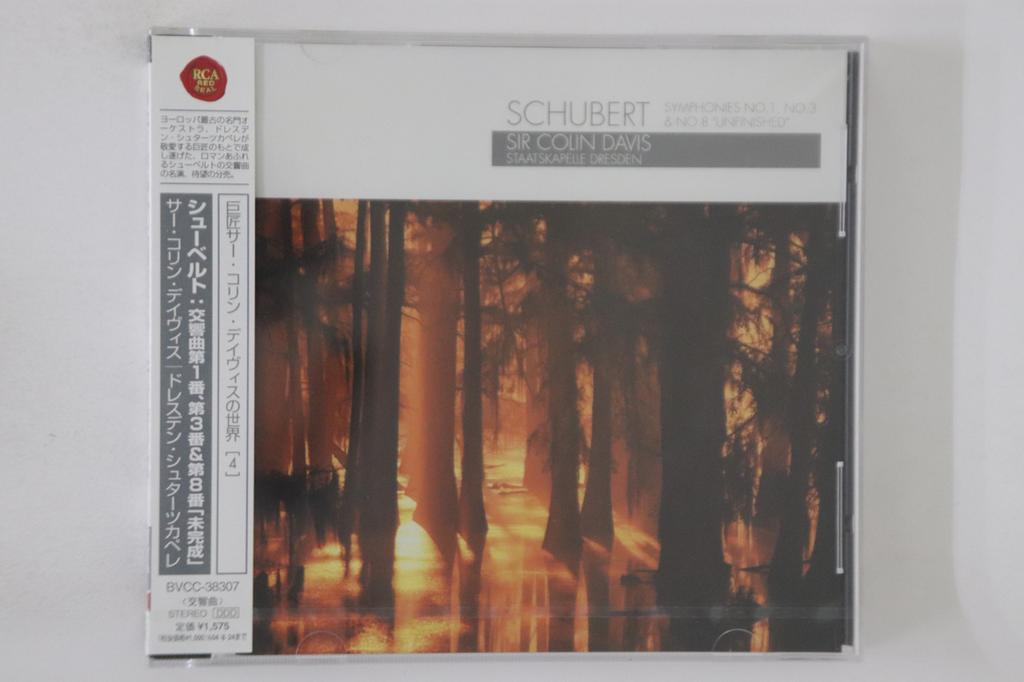 RCA
RED
SEAL
ヨーロッパ最古の名門オ
ーケストラ、ドレスデ
ン・シュターツカペレが
敬愛する巨匠のもとで成
し遂げた、ロマンあふれ
るシューベルトの交響曲
の名演、待望の分売。
巨匠サー・コリン・デイヴィスの世界［4］
シューベルト：交響曲第1番、第3番&第8番「未完成」
サー・コリン・デイヴィス｜ドレスデン・シュターツカペレ
BVCC-38307
〈交響曲〉
STEREO DDD
定価 ¥1,575
SCHUBERT
SYMPHONIES NO.1, NO.3
& NO.8 "UNFINISHED"
SIR COLIN DAVIS
STAATSKAPELLE DRESDEN